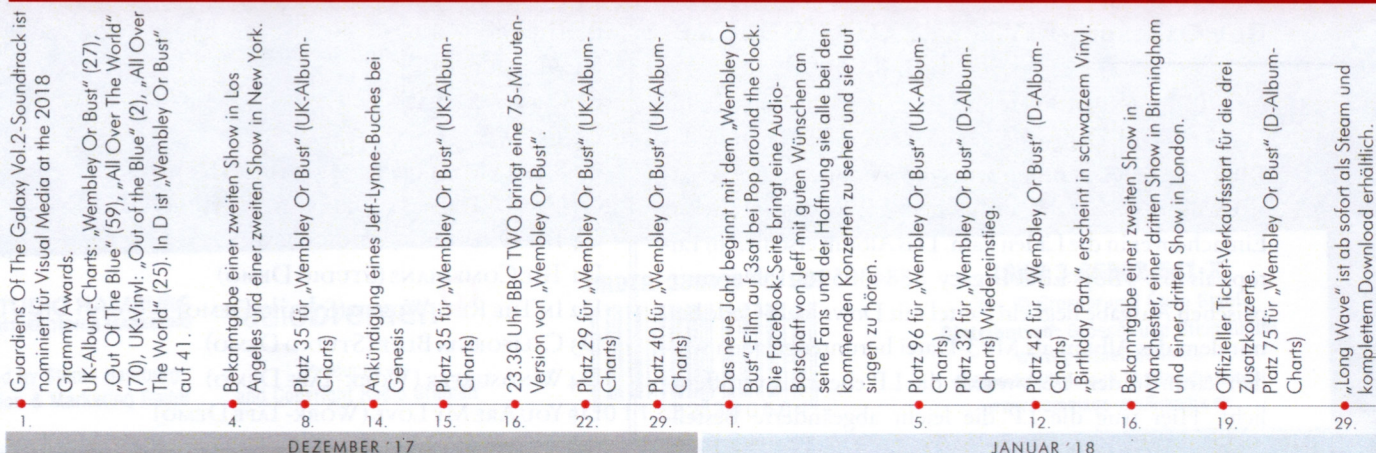 DEZEMBER '17
1.
Guardiens Of The Galaxy Vol.2-Soundtrack ist
nominiert für Visual Media at the 2018
Grammy Awards.
UK-Album-Charts: „Wembley Or Bust“ (27),
„Out Of The Blue“ (59), „All Over The World“
(70), UK-Vinyl: „Out of the Blue“ (2), „All Over
The World“ (25). In D ist „Wembley Or Bust“
auf 41.
4.
Bekanntgabe einer zweiten Show in Los
Angeles und einer zweiten Show in New York.
8.
Platz 35 für „Wembley Or Bust“ (UK-Album-
Charts)
14.
Ankündigung eines Jeff-Lynne-Buches bei
Genesis
15.
Platz 35 für „Wembley Or Bust“ (UK-Album-
Charts)
16.
23.30 Uhr BBC TWO bringt eine 75-Minuten-
Version von „Wembley Or Bust“.
22.
Platz 29 für „Wembley Or Bust“ (UK-Album-
Charts)
29.
Platz 40 für „Wembley Or Bust“ (UK-Album-
Charts)
JANUAR '18
1.
Das neue Jahr beginnt mit dem „Wembley Or
Bust“-Film auf 3sat bei Pop around the clock.
Die Facebook-Seite bringt eine Audio-
Botschaft von Jeff mit guten Wünschen an
sein Fans und der Hoffnung sie alle bei den
kommenden Konzerten zu sehen und sie laut
singen zu hören.
5.
Platz 96 für „Wembley Or Bust“ (UK-Album-
Charts),
Platz 32 für „Wembley Or Bust“ (D-Album-
Charts) Wiedereinstieg,
12.
Platz 42 für „Wembley Or Bust“ (D-Album-
Charts)
„Birthday Party“ erscheint in schwarzem Vinyl.
16.
Bekanntgabe einer zweiten Show in
Manchester, einer dritten Show in Birmingham
und einer dritten Show in London.
19.
Offizieller Ticket-Verkaufsstart für die drei
Zusatzkonzerte.
Platz 75 für „Wembley Or Bust“ (D-Album-
Charts)
29.
„Long Wave“ ist ab sofort als Steam und
komplettem Download erhältlich.